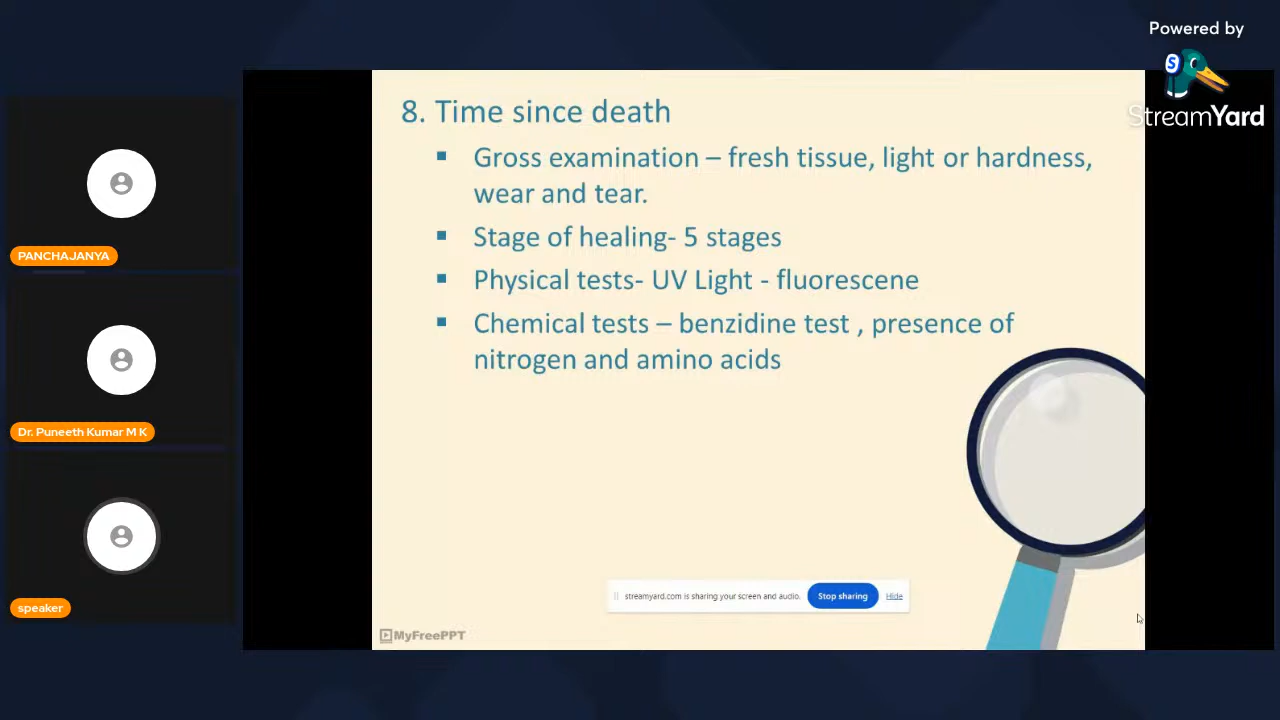 Powered by
StreamYard
8. Time since death
▪ Gross examination – fresh tissue, light or hardness,
wear and tear.
▪ Stage of healing- 5 stages
▪ Physical tests- UV Light - fluorescene
▪ Chemical tests – benzidine test , presence of
nitrogen and amino acids
PANCHAJANYA
Dr. Puneeth Kumar M K
speaker
streamyard.com is sharing your screen and audio.
Stop sharing
Hide
MyFreePPT